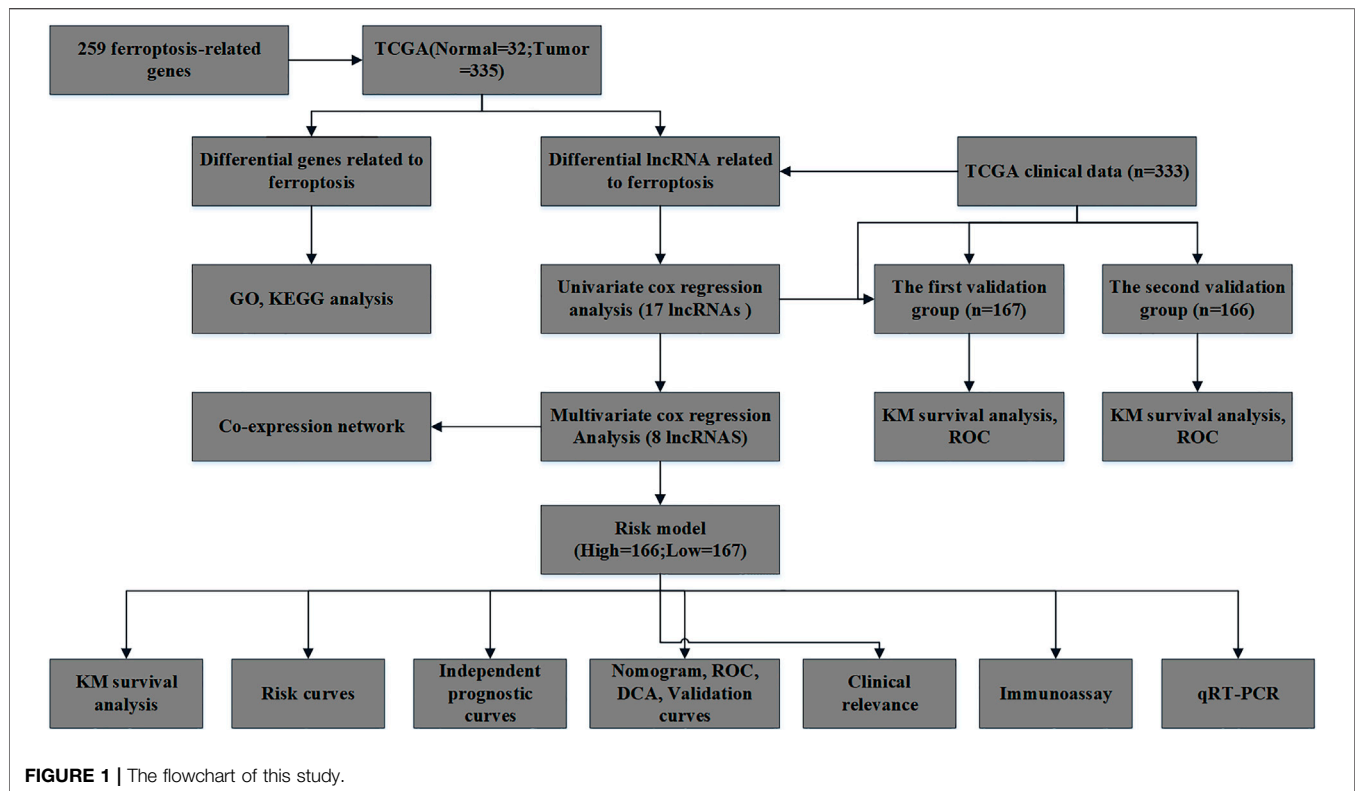 259 ferroptosis-related
genes
TCGA(Normal=32;Tumor
=335)
Differential genes related to
ferroptosis
Differential lncRNA related
to ferroptosis
TCGA clinical data (n=333)
GO, KEGG analysis
Univariate cox regression
analysis (17 lncRNAs )
The first validation
group (n=167)
The second validation
group (n=166)
Co-expression network
Multivariate cox regression
Analysis (8 lncRNAS)
KM survival analysis,
ROC
KM survival analysis,
ROC
Risk model
(High=166;Low=167)
KM survival
analysis
Risk curves
Independent
prognostic
curves
Nomogram, ROC,
DCA, Validation
curves
Clinical
relevance
Immunoassay
qRT-PCR
FIGURE 1 | The flowchart of this study.